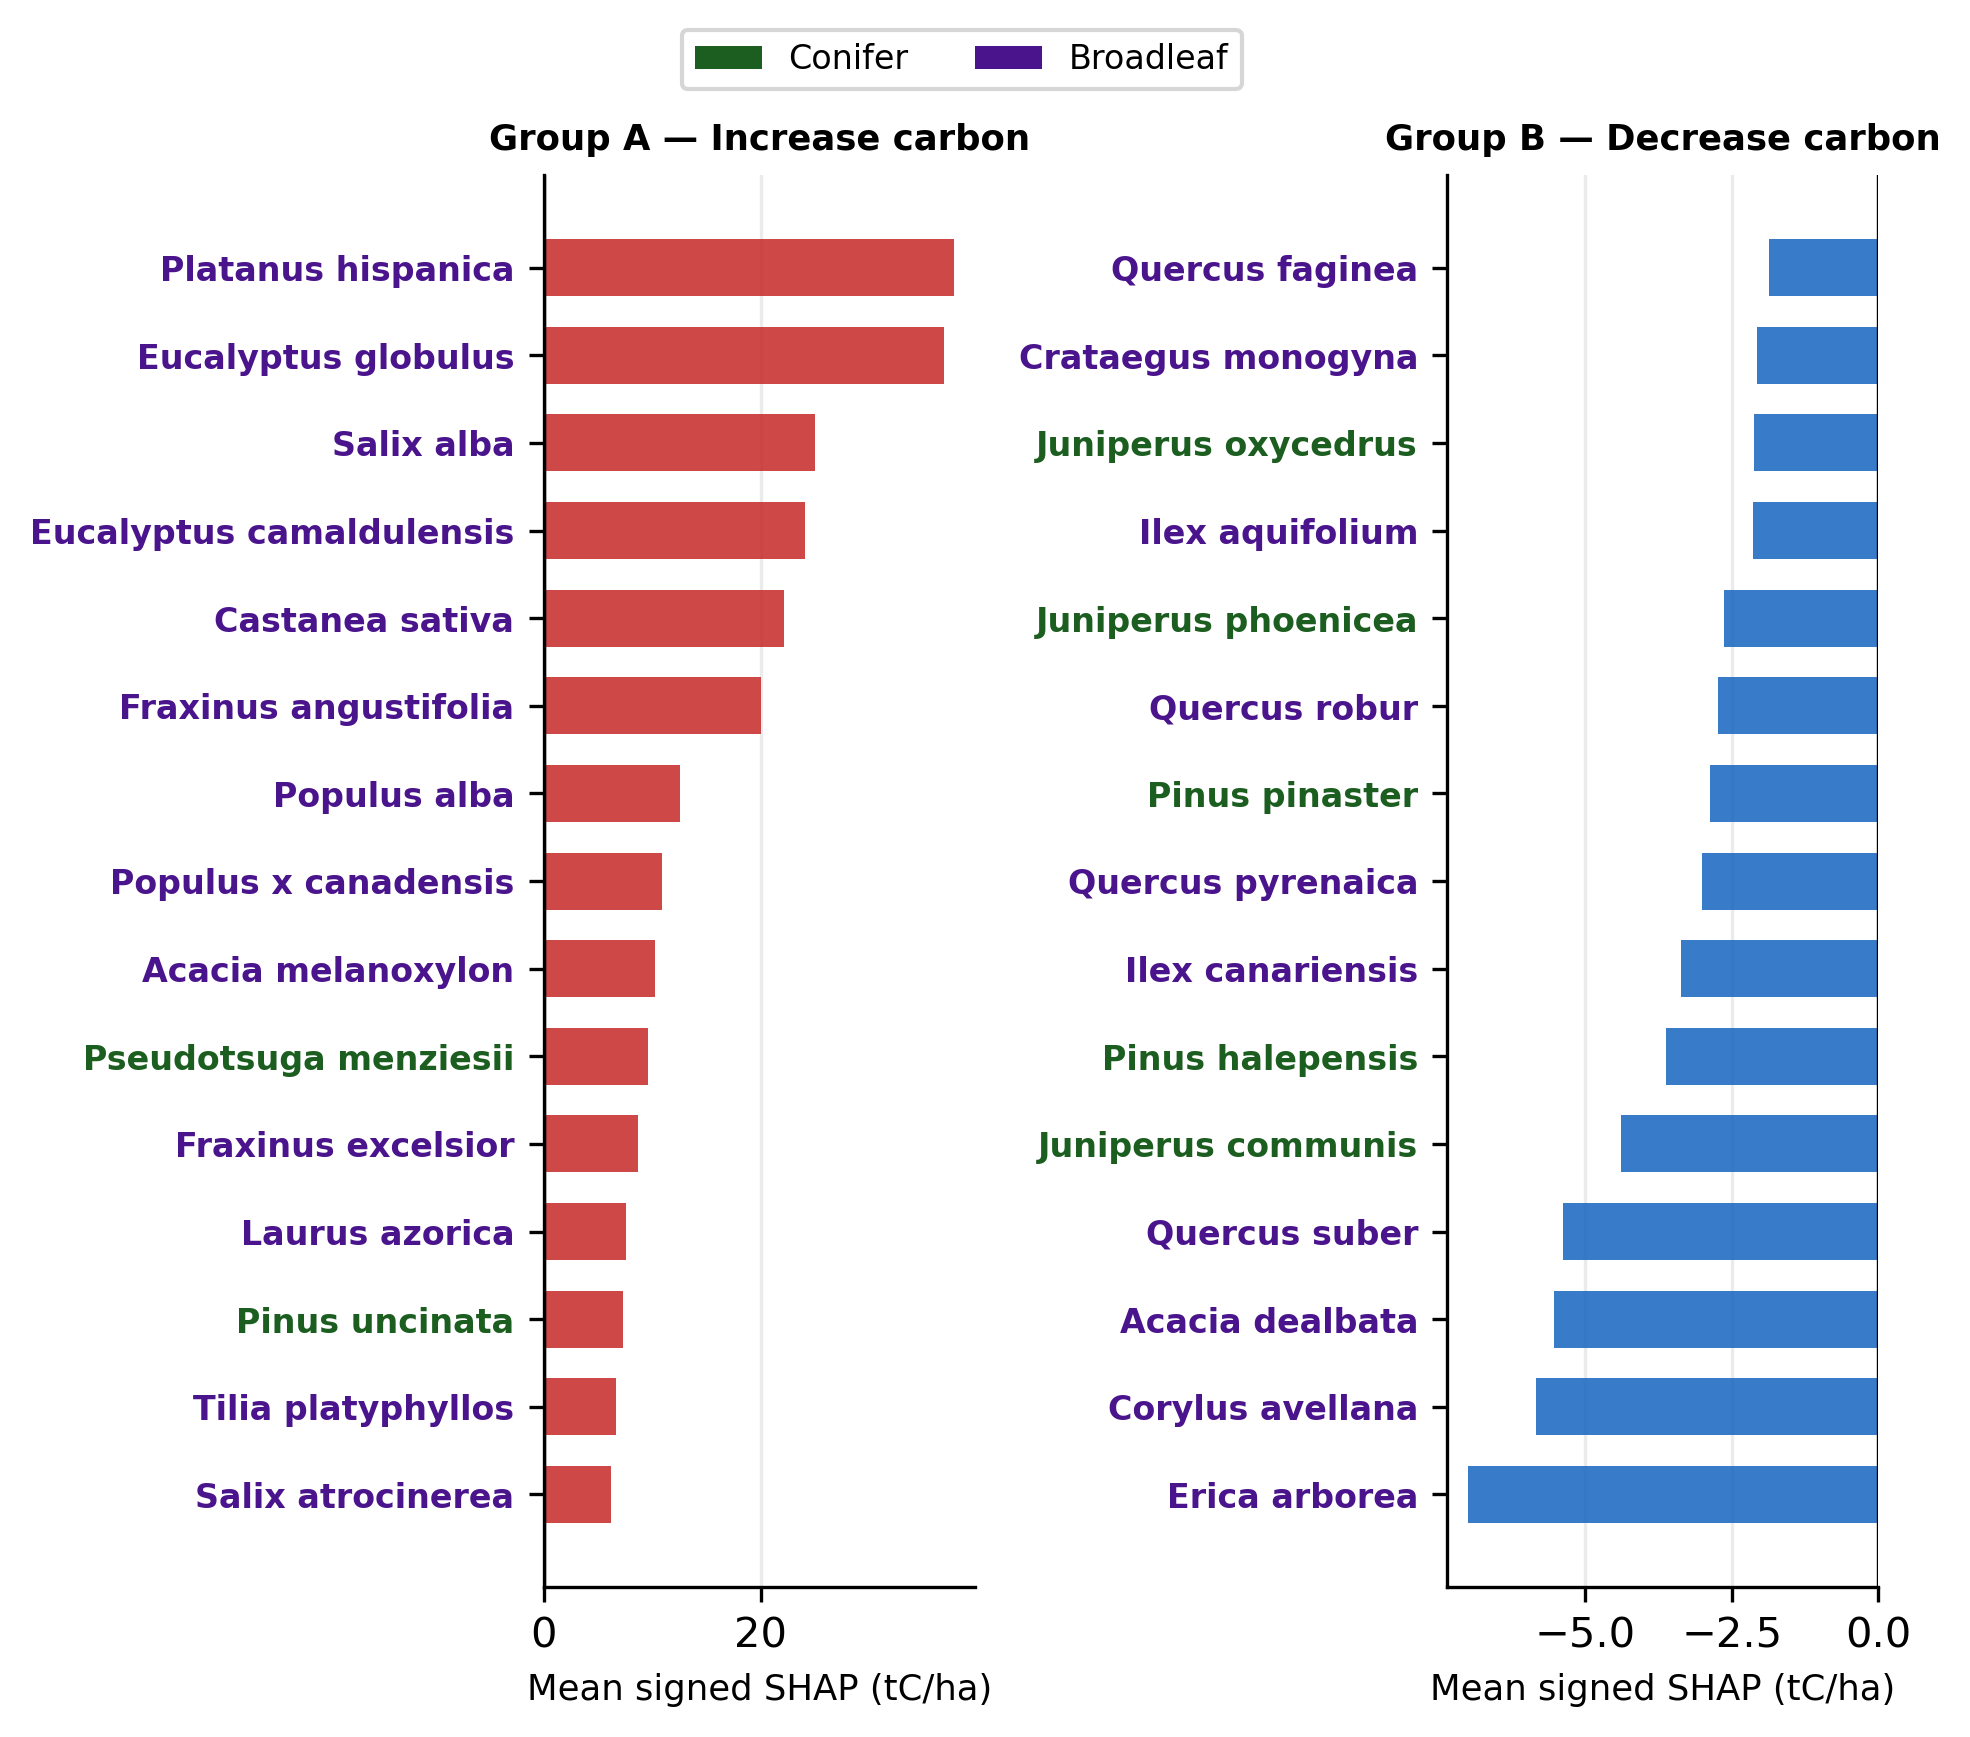 Conifer
Broadleaf
Group A — Increase carbon
Platanus hispanica
Eucalyptus globulus
Salix alba
Eucalyptus camaldulensis
Castanea sativa
Fraxinus angustifolia
Populus alba
Populus x canadensis
Acacia melanoxylon
Pseudotsuga menziesii
Fraxinus excelsior
Laurus azorica
Pinus uncinata
Tilia platyphyllos
Salix atrocinerea
0 20
Mean signed SHAP (tC/ha)
Group B — Decrease carbon
Quercus faginea
Crataegus monogyna
Juniperus oxycedrus
Ilex aquifolium
Juniperus phoenicea
Quercus robur
Pinus pinaster
Quercus pyrenaica
Ilex canariensis
Pinus halepensis
Juniperus communis
Quercus suber
Acacia dealbata
Corylus avellana
Erica arborea
−5.0 −2.5 0.0
Mean signed SHAP (tC/ha)